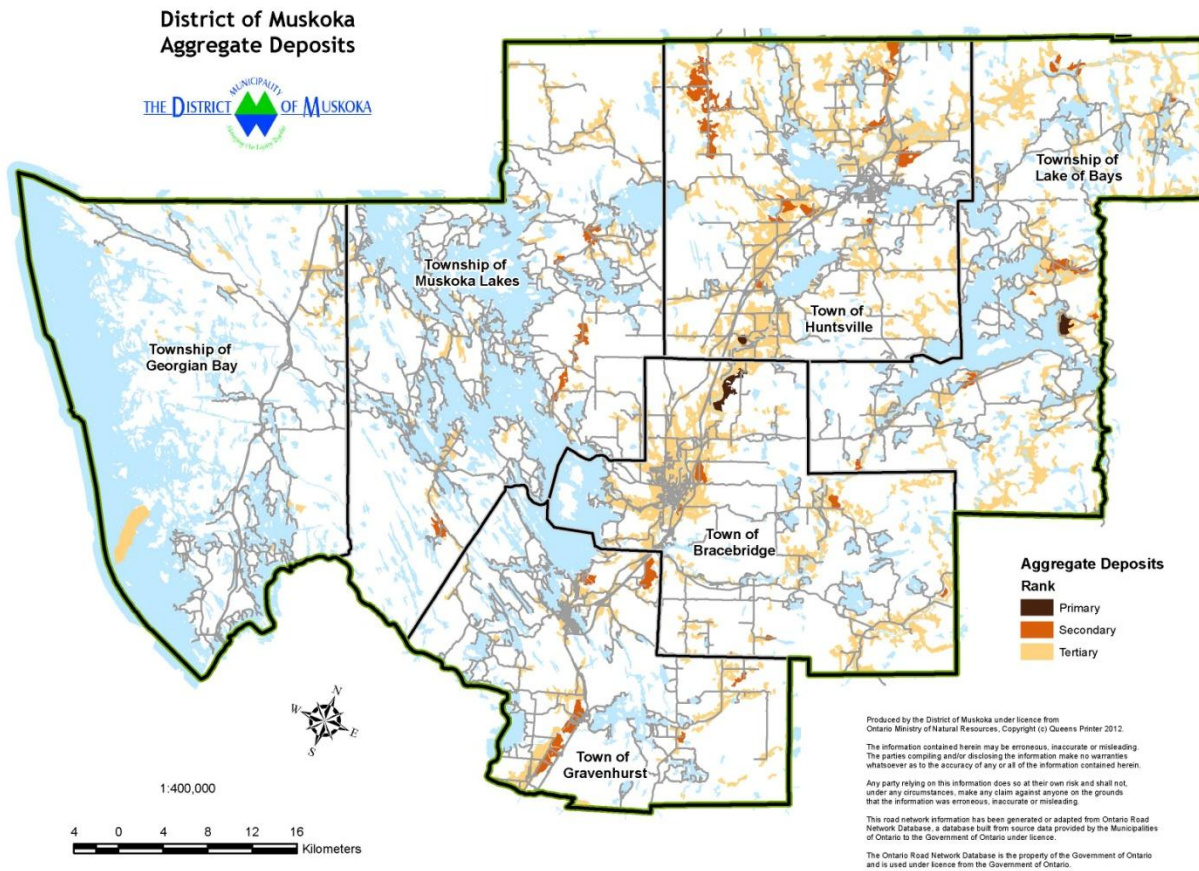 District of Muskoka
Aggregate Deposits
MUNICIPALITY
THE DISTRICT OF MUSKOKA
Township of
Lake of Bays
Township of
Muskoka Lakes
Town of
Huntsville
Township of
Georgian Bay
Town of
Bracebridge
Town of
Gravenhurst
Aggregate Deposits
Rank
Primary
Secondary
Tertiary
N
W
E
S
1:400,000
4 0 4 8 12 16
Kilometers
Produced by the District of Muskoka under licence from
Ontario Ministry of Natural Resources, Copyright (c) Queens Printer 2012.
The information contained herein may be erroneous, inaccurate or misleading.
The parties compiling and/or disclosing the information make no warranties
whatsoever as to the accuracy of any or all of the information contained herein.
Any party relying on this information does so at their own risk and shall not,
under any circumstances, make any claim against anyone on the grounds
that the information was erroneous, inaccurate or misleading.
This road network information has been generated or adapted from Ontario Road
Network Database, a database built from source data provided by the Municipalities
of Ontario to the Government of Ontario under licence.
The Ontario Road Network Database is the property of the Government of Ontario
and is used under licence from the Government of Ontario.